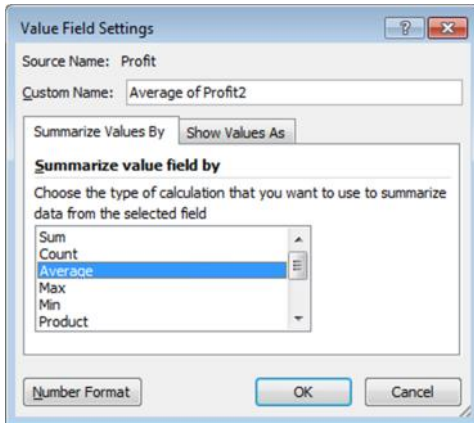 Value Field Settings
Source Name: Profit
Custom Name: Average of Profit2
Summarize Values By Show Values As
Summarize value field by
Choose the type of calculation that you want to use to summarize
data from the selected field
Sum
Count
Average
Max
Min
Product
Number Format OK Cancel